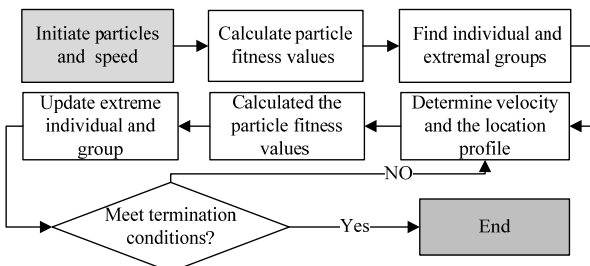 Initiate particles
and speed
Calculate particle
fitness values
Find individual and
extremal groups
Update extreme
individual and
group
Calculated the
particle fitness
values
Determine velocity
and the location
profile
NO
Meet termination
conditions?
Yes
End